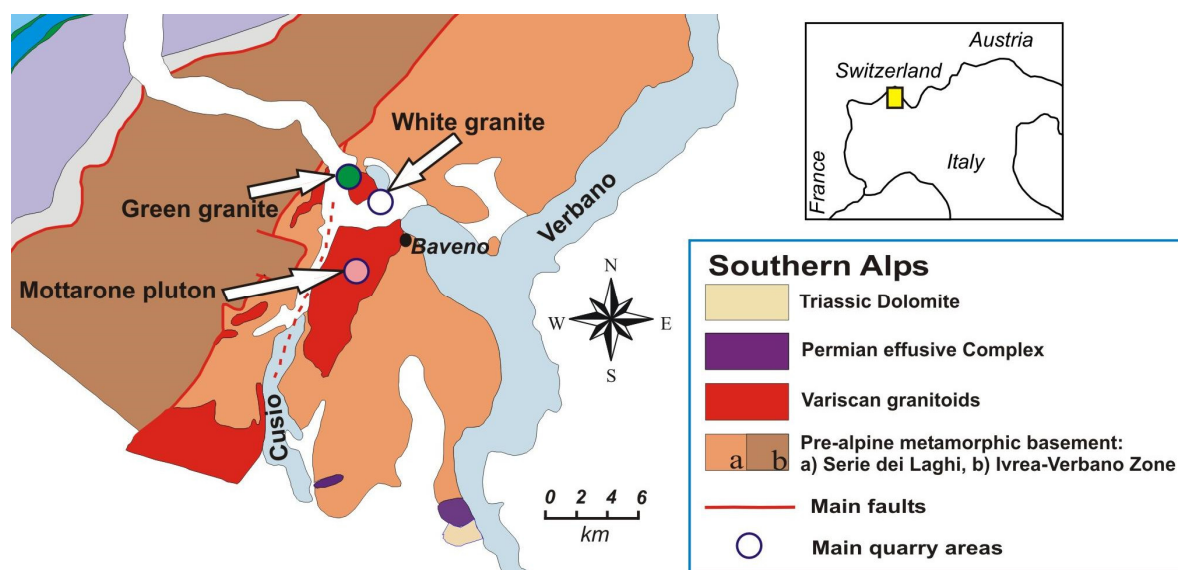 White granite
Green granite
Mottarone pluton
Baveno
Verbano
Cusio
N
W
E
S
0 2 4 6
km
Austria
Switzerland
Italy
France
Southern Alps
Triassic Dolomite
Permian effusive Complex
Variscan granitoids
a
b
Pre-alpine metamorphic basement:
a) Serie dei Laghi, b) Ivrea-Verbano Zone
Main faults
Main quarry areas